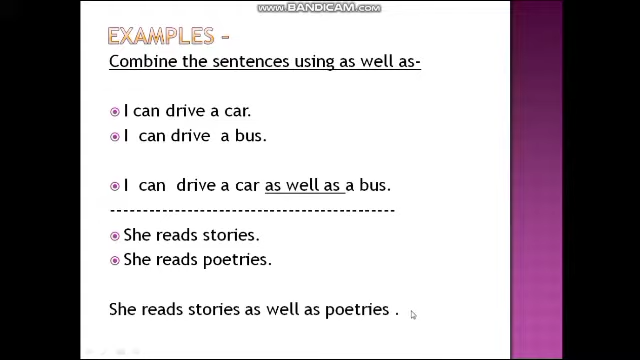 www.BANDICAM.com
EXAMPLES -
Combine the sentences using as well as-
I can drive a car.
I can drive a bus.
I can drive a car as well as a bus.
--------------------------------------------
She reads stories.
She reads poetries.
She reads stories as well as poetries .